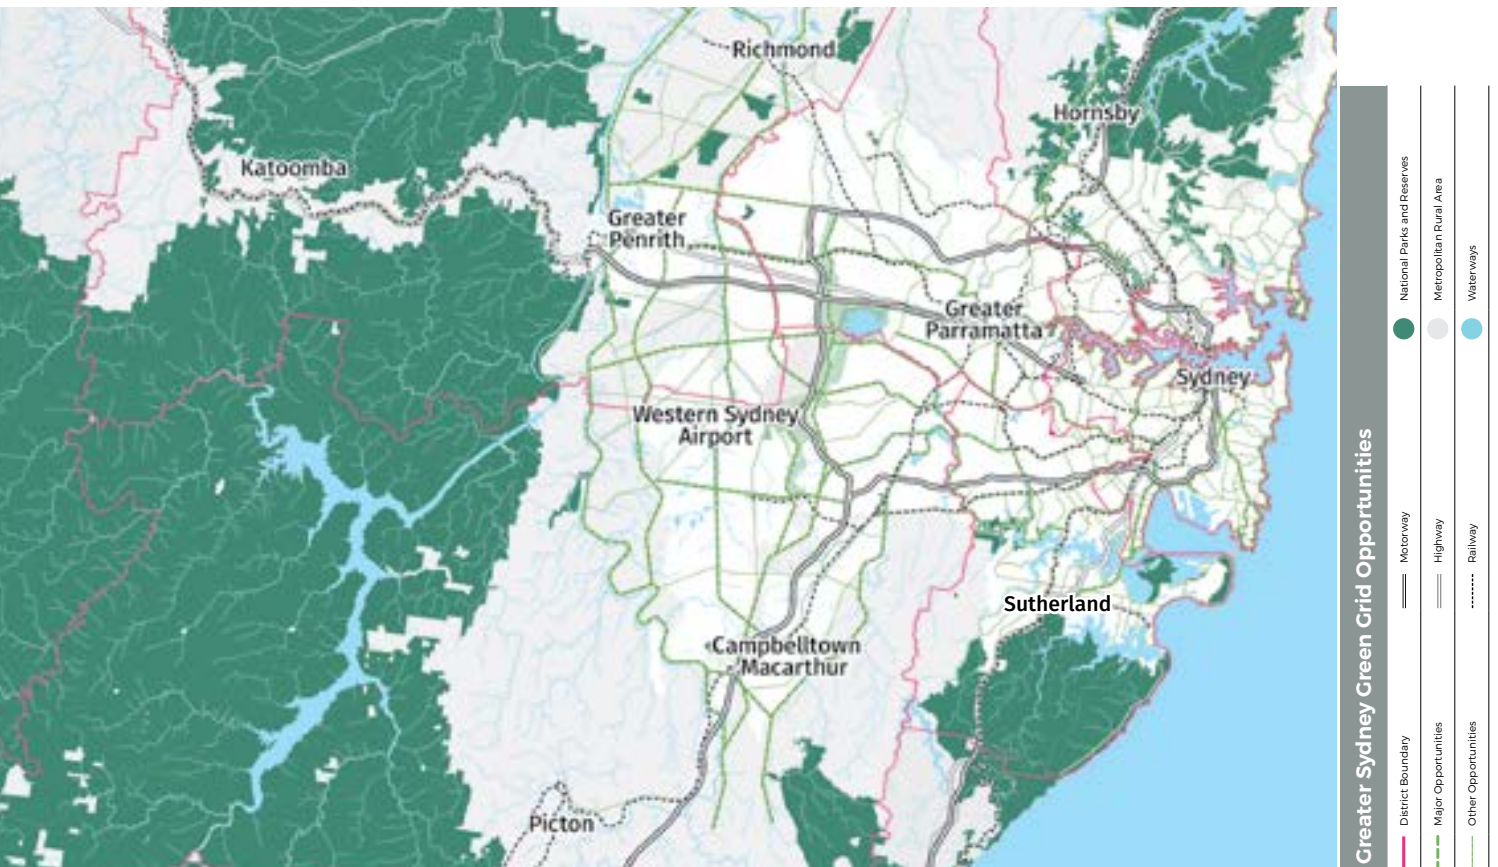 Richmond
Hornsby
Katoomba
Greater
Penrith
Greater
Parramatta
Sydney
Western Sydney
Airport
Sutherland
Campbelltown
Macarthur
Picton
Greater Sydney Green Grid Opportunities
District Boundary
Motorway
National Parks and Reserves
Major Opportunities
Highway
Metropolitan Rural Area
Other Opportunities
Railway
Waterways